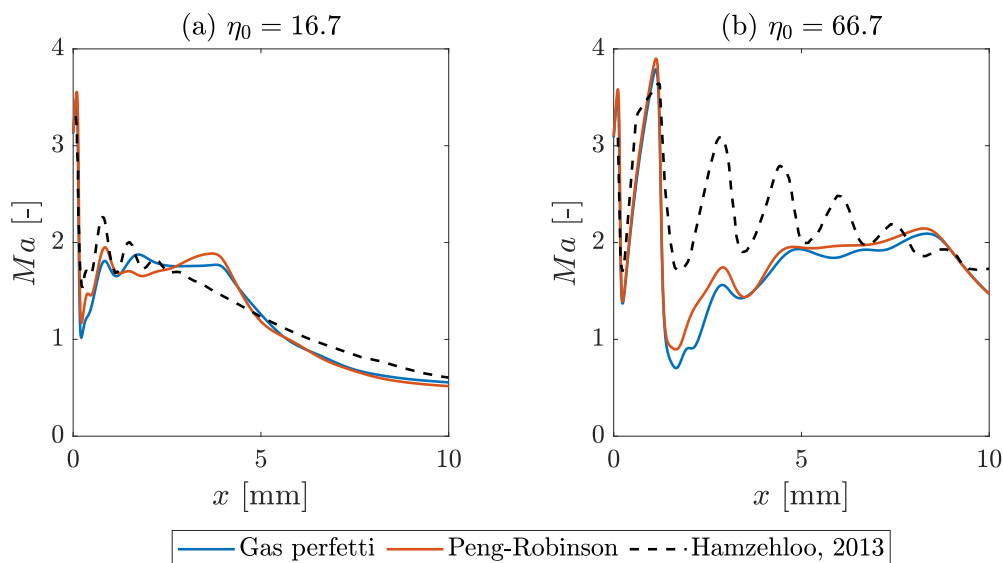 (a) η₀ = 16.7
4
3
2
1
0
Ma [-]
0
5
10
x [mm]
(b) η₀ = 66.7
4
3
2
1
0
Ma [-]
0
5
10
x [mm]
Gas perfetti Peng-Robinson Hamzehloo, 2013